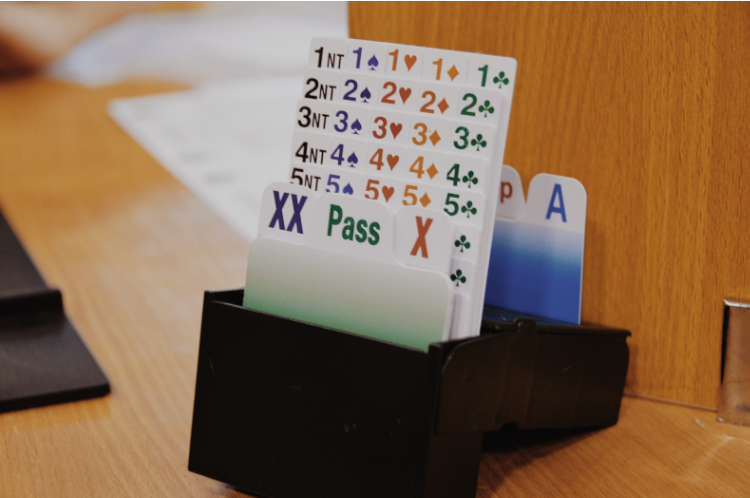 1NT 1♠ 1♥ 1♦ 1♣
2NT 2♠ 2♥ 2♦ 2♣
3NT 3♠ 3♥ 3♦ 3♣
4NT 4♠ 4♥ 4♦ 4♣
5NT 5♠ 5♥ 5♦ 5♣
XX Pass X
♣
♣
p A